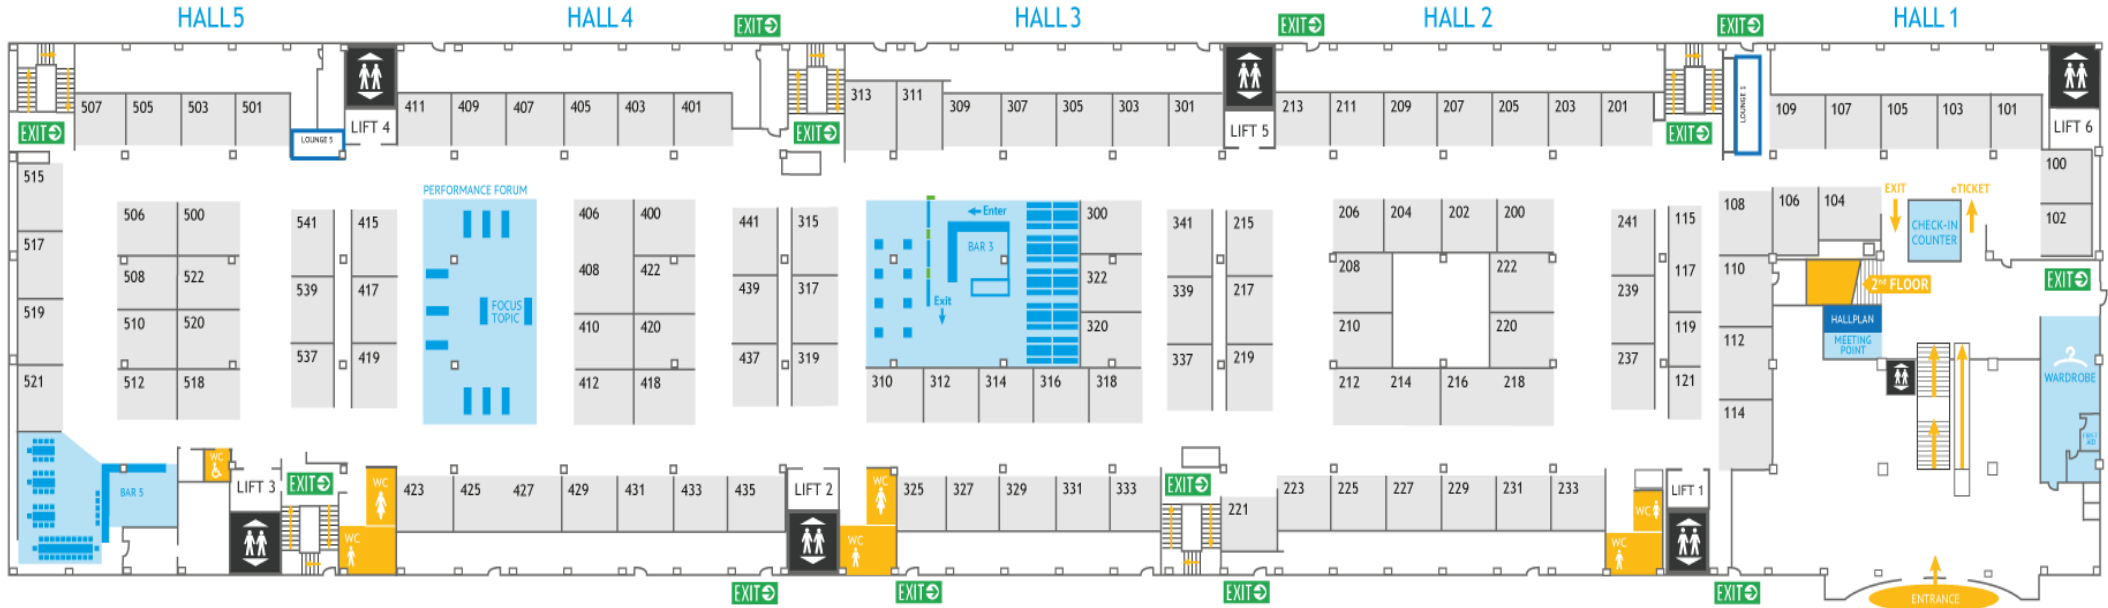 HALL 5
HALL 4
HALL 3
HALL 2
HALL 1
EXIT
EXIT
EXIT
507
505
503
501
LOUNGE 5
LIFT 4
411
409
407
405
403
401
313
311
309
307
305
303
301
LIFT 5
213
211
209
207
205
203
201
LOUNGE 1
109
107
105
103
101
LIFT 6
EXIT
EXIT
EXIT
515
517
519
521
506
500
508
522
510
520
512
518
541
539
537
415
417
419
PERFORMANCE FORUM
FOCUS
TOPIC
406
400
408
422
410
420
412
418
441
439
437
315
317
319
Enter
BAR 3
Exit
300
322
320
310
312
314
316
318
341
339
337
215
217
219
206
204
202
200
208
222
210
220
212
214
216
218
241
239
237
115
117
119
121
108
106
104
110
112
114
EXIT
eTICKET
CHECK-IN
COUNTER
100
102
EXIT
2nd FLOOR
HALLPLAN
MEETING
POINT
WARDROBE
FIRST
AID
BAR 5
WC
LIFT 3
EXIT
WC
WC
423
425
427
429
431
433
435
LIFT 2
WC
WC
325
327
329
331
333
EXIT
221
223
225
227
229
231
233
WC
WC
LIFT 1
EXIT
EXIT
EXIT
EXIT
ENTRANCE